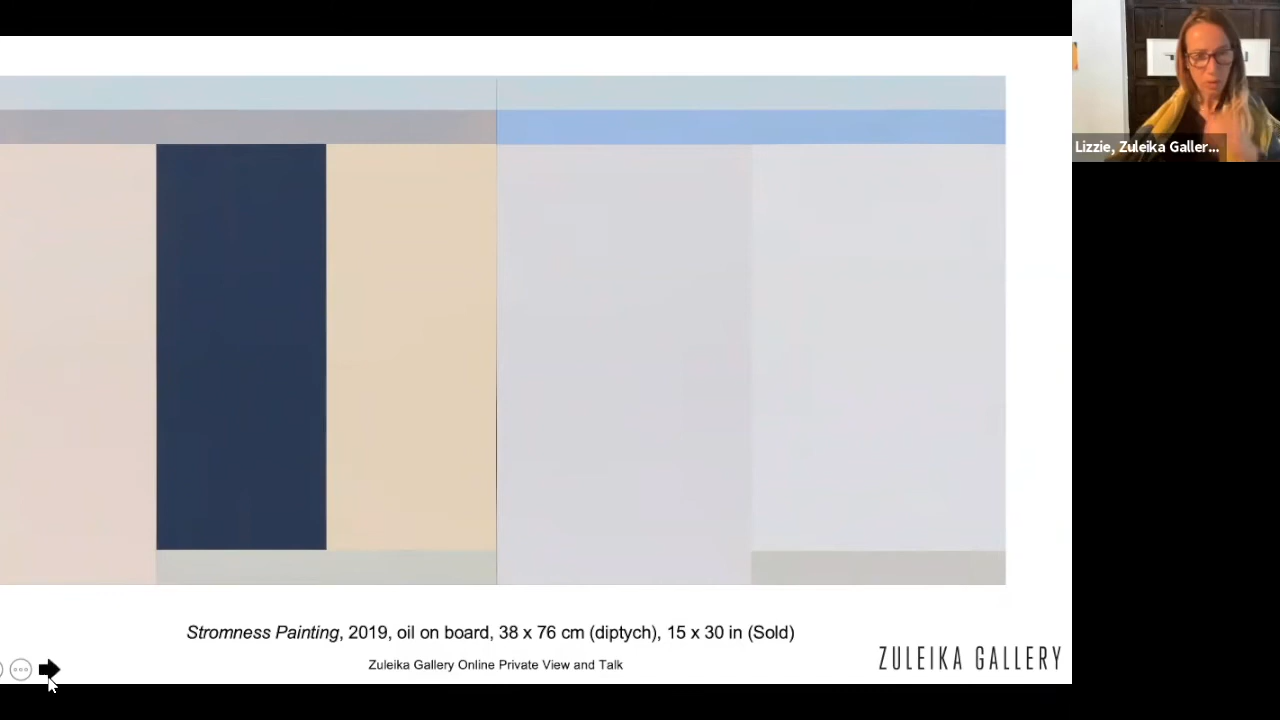 Lizzie, Zuleika Galler...
Stromness Painting, 2019, oil on board, 38 x 76 cm (diptych), 15 x 30 in (Sold)
Zuleika Gallery Online Private View and Talk
ZULEIKA GALLERY